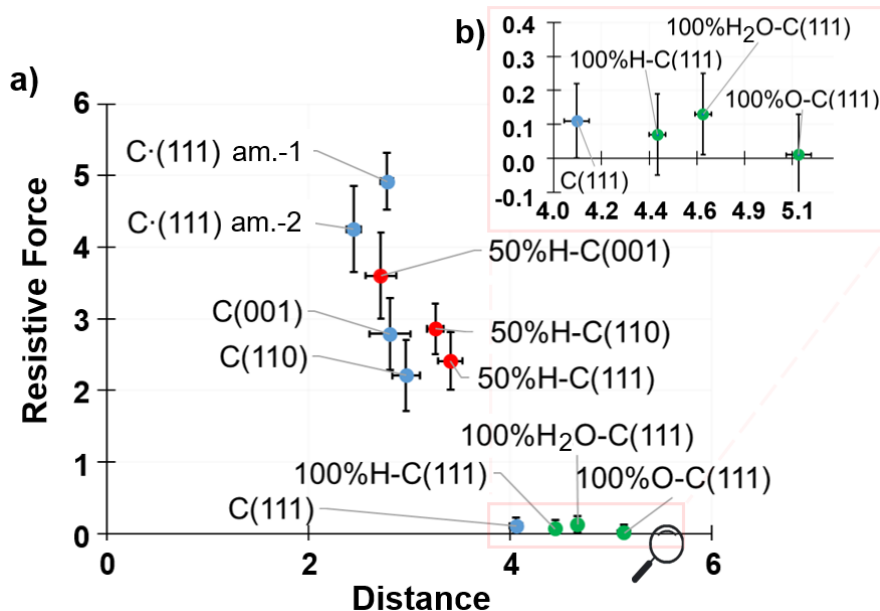 a)
Resistive Force
6
5
4
3
2
1
0
0
2
4
6
Distance
C·(111) am.-1
C·(111) am.-2
50%H-C(001)
C(001)
50%H-C(110)
C(110)
50%H-C(111)
100%H₂O-C(111)
100%H-C(111)
100%O-C(111)
C(111)
b)
0.4
0.3
0.2
0.1
0.0
-0.1
4.0
4.2
4.4
4.6
4.9
5.1
100%H₂O-C(111)
100%H-C(111)
100%O-C(111)
C(111)